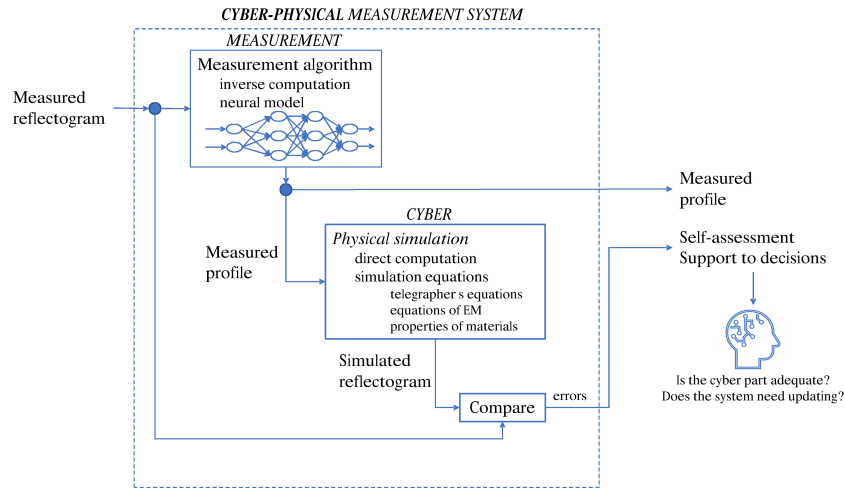 CYBER-PHYSICAL MEASUREMENT SYSTEM
MEASUREMENT
Measurement algorithm
inverse computation
neural model
Measured
reflectogram
Measured
profile
CYBER
Physical simulation
direct computation
simulation equations
telegrapher s equations
equations of EM
properties of materials
Measured
profile
Self-assessment
Support to decisions
Simulated
reflectogram
Compare
errors
Is the cyber part adequate?
Does the system need updating?